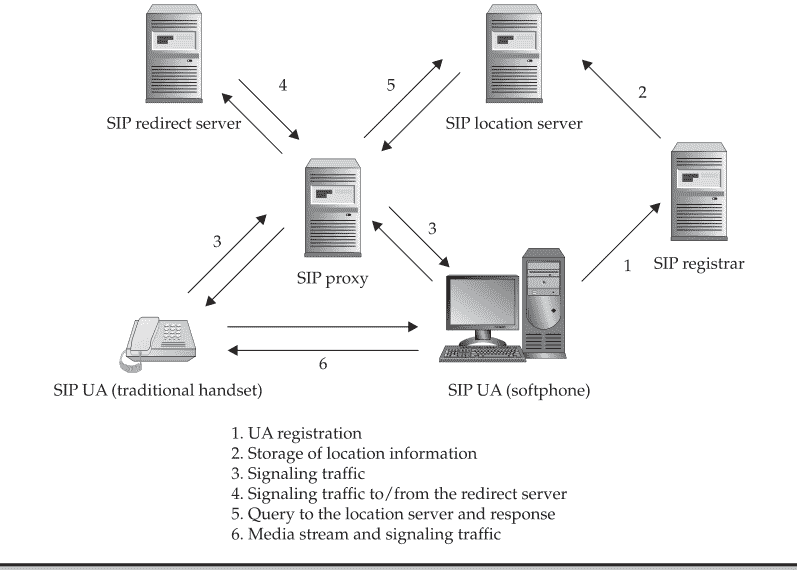 4
5
2
SIP redirect server
SIP location server
3
3
SIP proxy
1
SIP registrar
6
SIP UA (traditional handset)
SIP UA (softphone)
1. UA registration
2. Storage of location information
3. Signaling traffic
4. Signaling traffic to/from the redirect server
5. Query to the location server and response
6. Media stream and signaling traffic